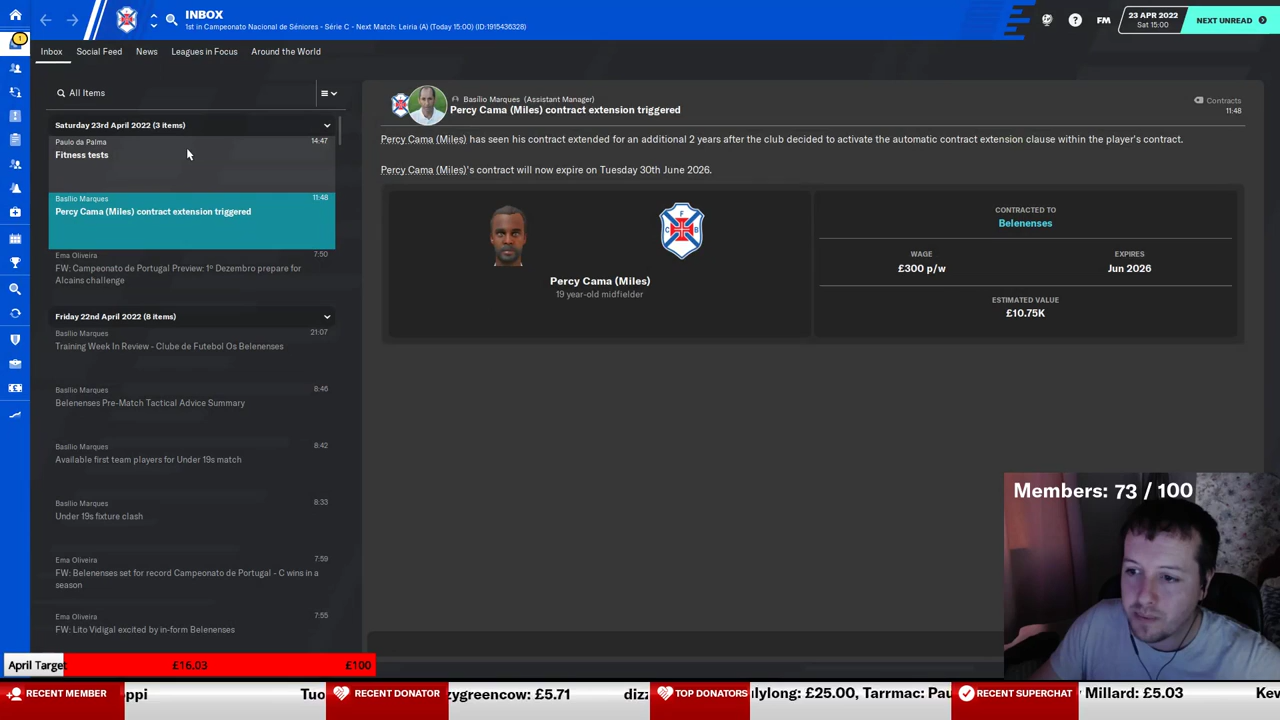 INBOX
1st in Campeonato Nacional de Séniores - Série C - Next Match: Leiria (A) (Today 15:00) (ID:1915436328)
FM
23 APR 2022
Sat 15:00
NEXT UNREAD
Inbox
Social Feed
News
Leagues in Focus
Around the World
All Items
Saturday 23rd April 2022 (3 items)
Paulo da Palma
14:47
Fitness tests
Basílio Marques
11:48
Percy Cama (Miles) contract extension triggered
Ema Oliveira
7:50
FW: Campeonato de Portugal Preview: 1º Dezembro prepare for
Alcains challenge
Friday 22nd April 2022 (8 items)
Basílio Marques
21:07
Training Week In Review - Clube de Futebol Os Belenenses
Basílio Marques
8:46
Belenenses Pre-Match Tactical Advice Summary
Basílio Marques
8:42
Available first team players for Under 19s match
Basílio Marques
8:33
Under 19s fixture clash
Ema Oliveira
7:59
FW: Belenenses set for record Campeonato de Portugal - C wins in a
season
Ema Oliveira
7:55
FW: Lito Vidigal excited by in-form Belenenses
Basílio Marques (Assistant Manager)
Percy Cama (Miles) contract extension triggered
Contracts
11:48
Percy Cama (Miles) has seen his contract extended for an additional 2 years after the club decided to activate the automatic contract extension clause within the player's contract.
Percy Cama (Miles)'s contract will now expire on Tuesday 30th June 2026.
Percy Cama (Miles)
19 year-old midfielder
CONTRACTED TO
Belenenses
WAGE
£300 p/w
EXPIRES
Jun 2026
ESTIMATED VALUE
£10.75K
Members: 73 / 100
April Target
£16.03
£100
RECENT MEMBER
ppi
Tuo
RECENT DONATOR
zygreencow: £5.71
dizz
TOP DONATORS
ulylong: £25.00, Tarrmac: Pau
RECENT SUPERCHAT
Millard: £5.03
Kev